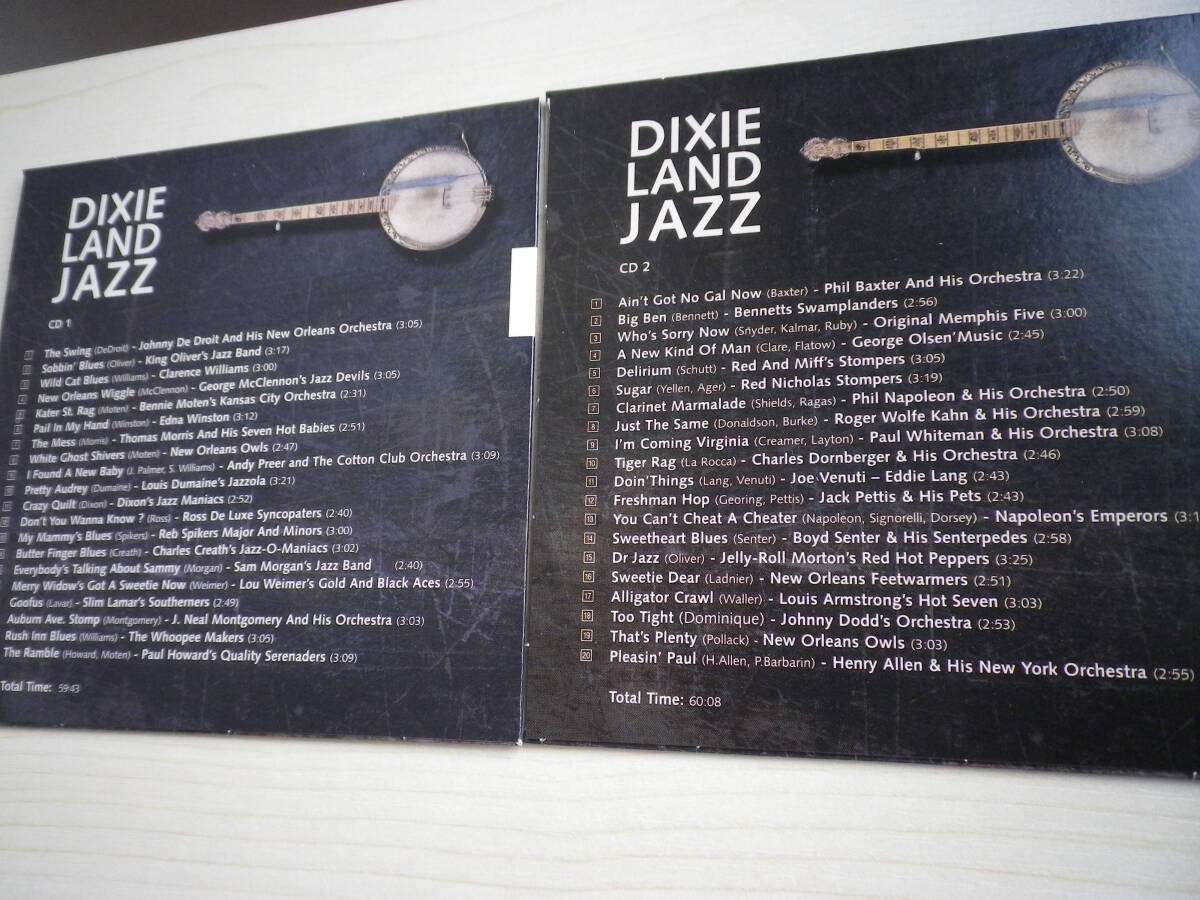 DIXIE
LAND
JAZZ
CD 1
1 The Swing (DeDroit) - Johnny De Droit And His New Orleans Orchestra (3:05)
2 Sobbin' Blues (Oliver) - King Oliver's Jazz Band (3:17)
3 Wild Cat Blues (Williams) - Clarence Williams (3:00)
4 New Orleans Wiggle (McClennon) - George McClennon's Jazz Devils (3:05)
5 Kater St. Rag (Moten) - Bennie Moten's Kansas City Orchestra (2:31)
6 Pail In My Hand (Winston) - Edna Winston (3:12)
7 The Mess (Morris) - Thomas Morris And His Seven Hot Babies (2:51)
8 White Ghost Shivers (Moten) - New Orleans Owls (2:47)
9 I Found A New Baby (J. Palmer, S. Williams) - Andy Preer and The Cotton Club Orchestra (3:09)
10 Pretty Audrey (Dumaine) - Louis Dumaine's Jazzola (3:21)
11 Crazy Quilt (Dixon) - Dixon's Jazz Maniacs (2:52)
Don't You Wanna Know ? (Ross) - Ross De Luxe Syncopaters (2:40)
My Mammy's Blues (Spikers) - Reb Spikers Major And Minors (3:00)
Butter Finger Blues (Creath) - Charles Creath's Jazz-O-Maniacs (3:02)
Everybody's Talking About Sammy (Morgan) - Sam Morgan's Jazz Band (2:40)
Merry Widow's Got A Sweetie Now (Weimer) - Lou Weimer's Gold And Black Aces (2:55)
Goofus (Lavar) - Slim Lamar's Southerners (2:49)
Auburn Ave. Stomp (Montgomery) - J. Neal Montgomery And His Orchestra (3:03)
Rush Inn Blues (Williams) - The Whoopee Makers (3:05)
The Ramble (Howard, Moten) - Paul Howard's Quality Serenaders (3:09)
Total Time: 59:43
DIXIE
LAND
JAZZ
CD 2
1 Ain't Got No Gal Now (Baxter) - Phil Baxter And His Orchestra (3:22)
2 Big Ben (Bennett) - Bennetts Swamplanders (2:56)
3 Who's Sorry Now (Snyder, Kalmar, Ruby) - Original Memphis Five (3:00)
4 A New Kind Of Man (Clare, Flatow) - George Olsen'Music (2:45)
5 Delirium (Schutt) - Red And Miff's Stompers (3:05)
6 Sugar (Yellen, Ager) - Red Nicholas Stompers (3:19)
7 Clarinet Marmalade (Shields, Ragas) - Phil Napoleon & His Orchestra (2:50)
8 Just The Same (Donaldson, Burke) - Roger Wolfe Kahn & His Orchestra (2:59)
9 I'm Coming Virginia (Creamer, Layton) - Paul Whiteman & His Orchestra (3:08)
10 Tiger Rag (La Rocca) - Charles Dornberger & His Orchestra (2:46)
11 Doin'Things (Lang, Venuti) - Joe Venuti – Eddie Lang (2:43)
12 Freshman Hop (Georing, Pettis) - Jack Pettis & His Pets (2:43)
13 You Can't Cheat A Cheater (Napoleon, Signorelli, Dorsey) - Napoleon's Emperors (3:1
14 Sweetheart Blues (Senter) - Boyd Senter & His Senterpedes (2:58)
15 Dr Jazz (Oliver) - Jelly-Roll Morton's Red Hot Peppers (3:25)
16 Sweetie Dear (Ladnier) - New Orleans Feetwarmers (2:51)
17 Alligator Crawl (Waller) - Louis Armstrong's Hot Seven (3:03)
18 Too Tight (Dominique) - Johnny Dodd's Orchestra (2:53)
19 That's Plenty (Pollack) - New Orleans Owls (3:03)
20 Pleasin' Paul (H.Allen, P.Barbarin) - Henry Allen & His New York Orchestra (2:55)
Total Time: 60:08